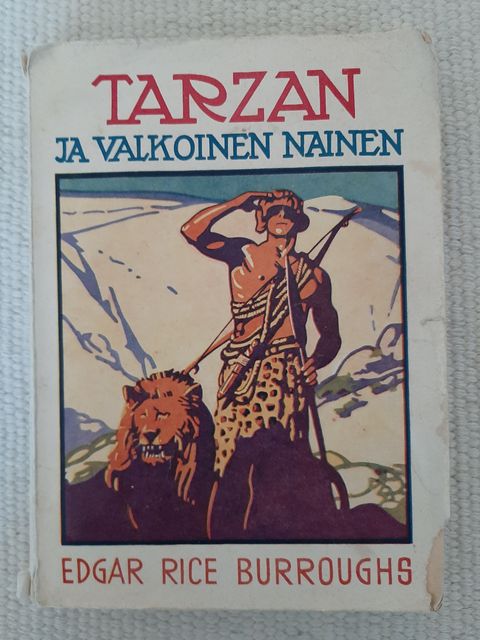 TARZAN
JA VALKOINEN NAINEN
EDGAR RICE BURROUGHS